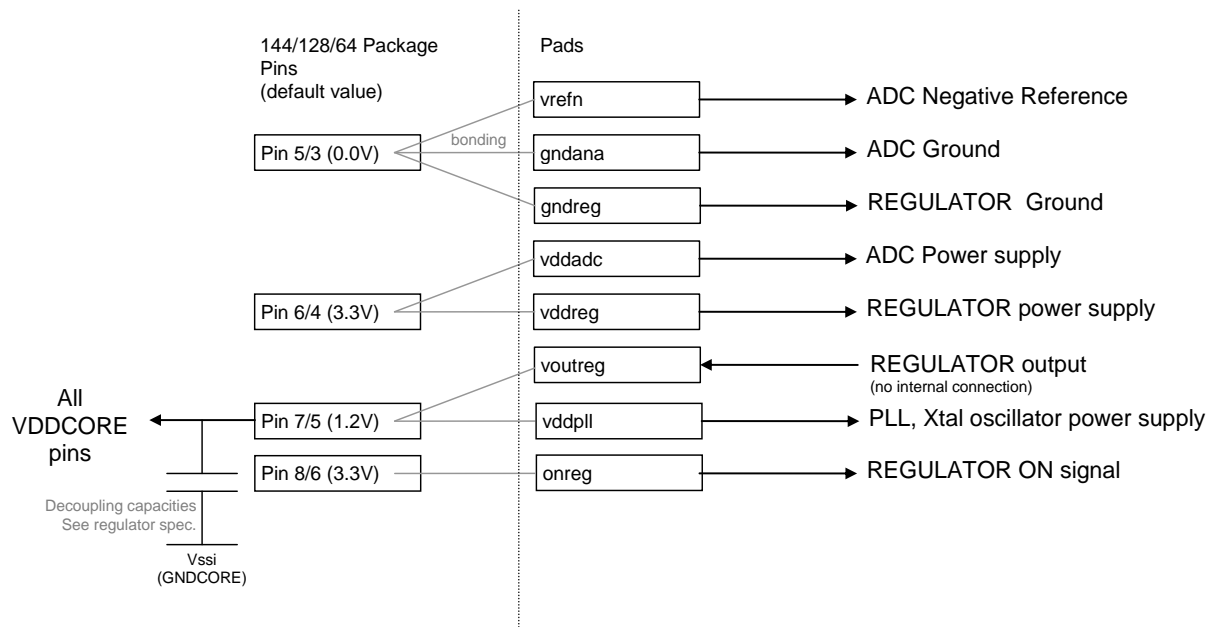 144/128/64 Package
Pins
(default value)
Pads
vrefn
ADC Negative Reference
bonding
Pin 5/3 (0.0V)
gndana
ADC Ground
gndreg
REGULATOR Ground
vddadc
ADC Power supply
Pin 6/4 (3.3V)
vddreg
REGULATOR power supply
voutreg
REGULATOR output
(no internal connection)
All
VDDCORE
pins
Pin 7/5 (1.2V)
vddpll
PLL, Xtal oscillator power supply
Pin 8/6 (3.3V)
onreg
REGULATOR ON signal
Decoupling capacities
See regulator spec.
Vssi
(GNDCORE)